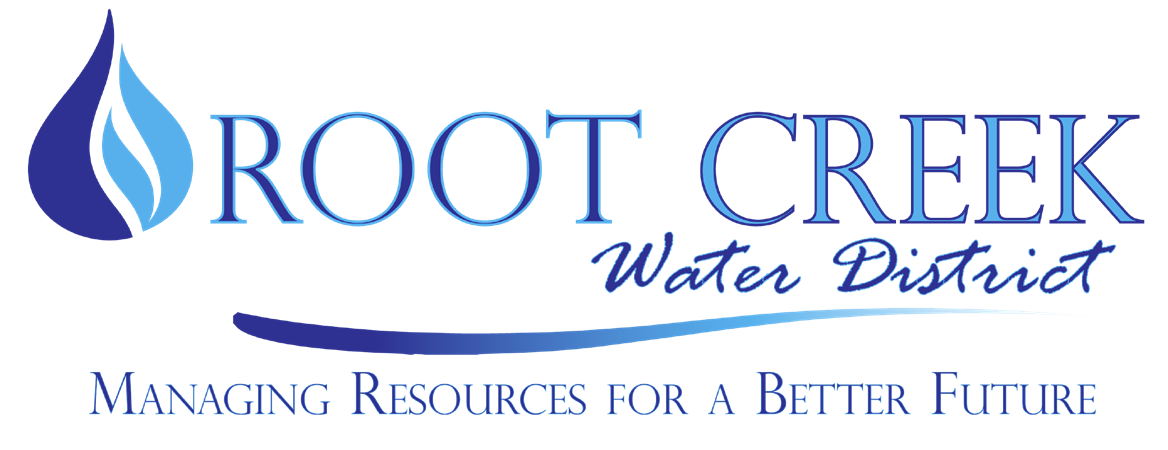 ROOT CREEK
Water District
Managing Resources for a Better Future